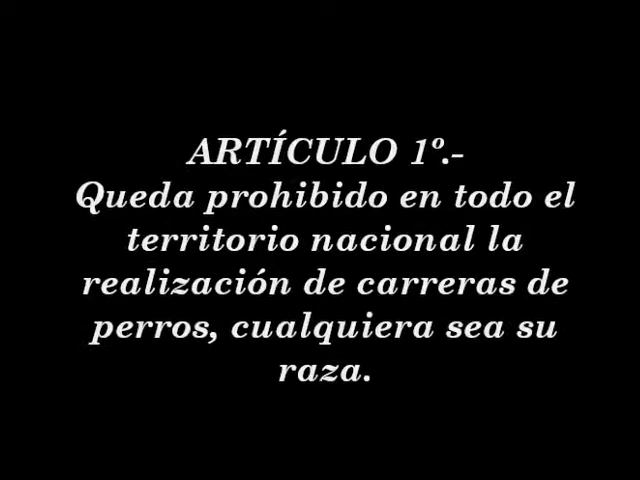 ARTÍCULO 1º.-
Queda prohibido en todo el
territorio nacional la
realización de carreras de
perros, cualquiera sea su
raza.